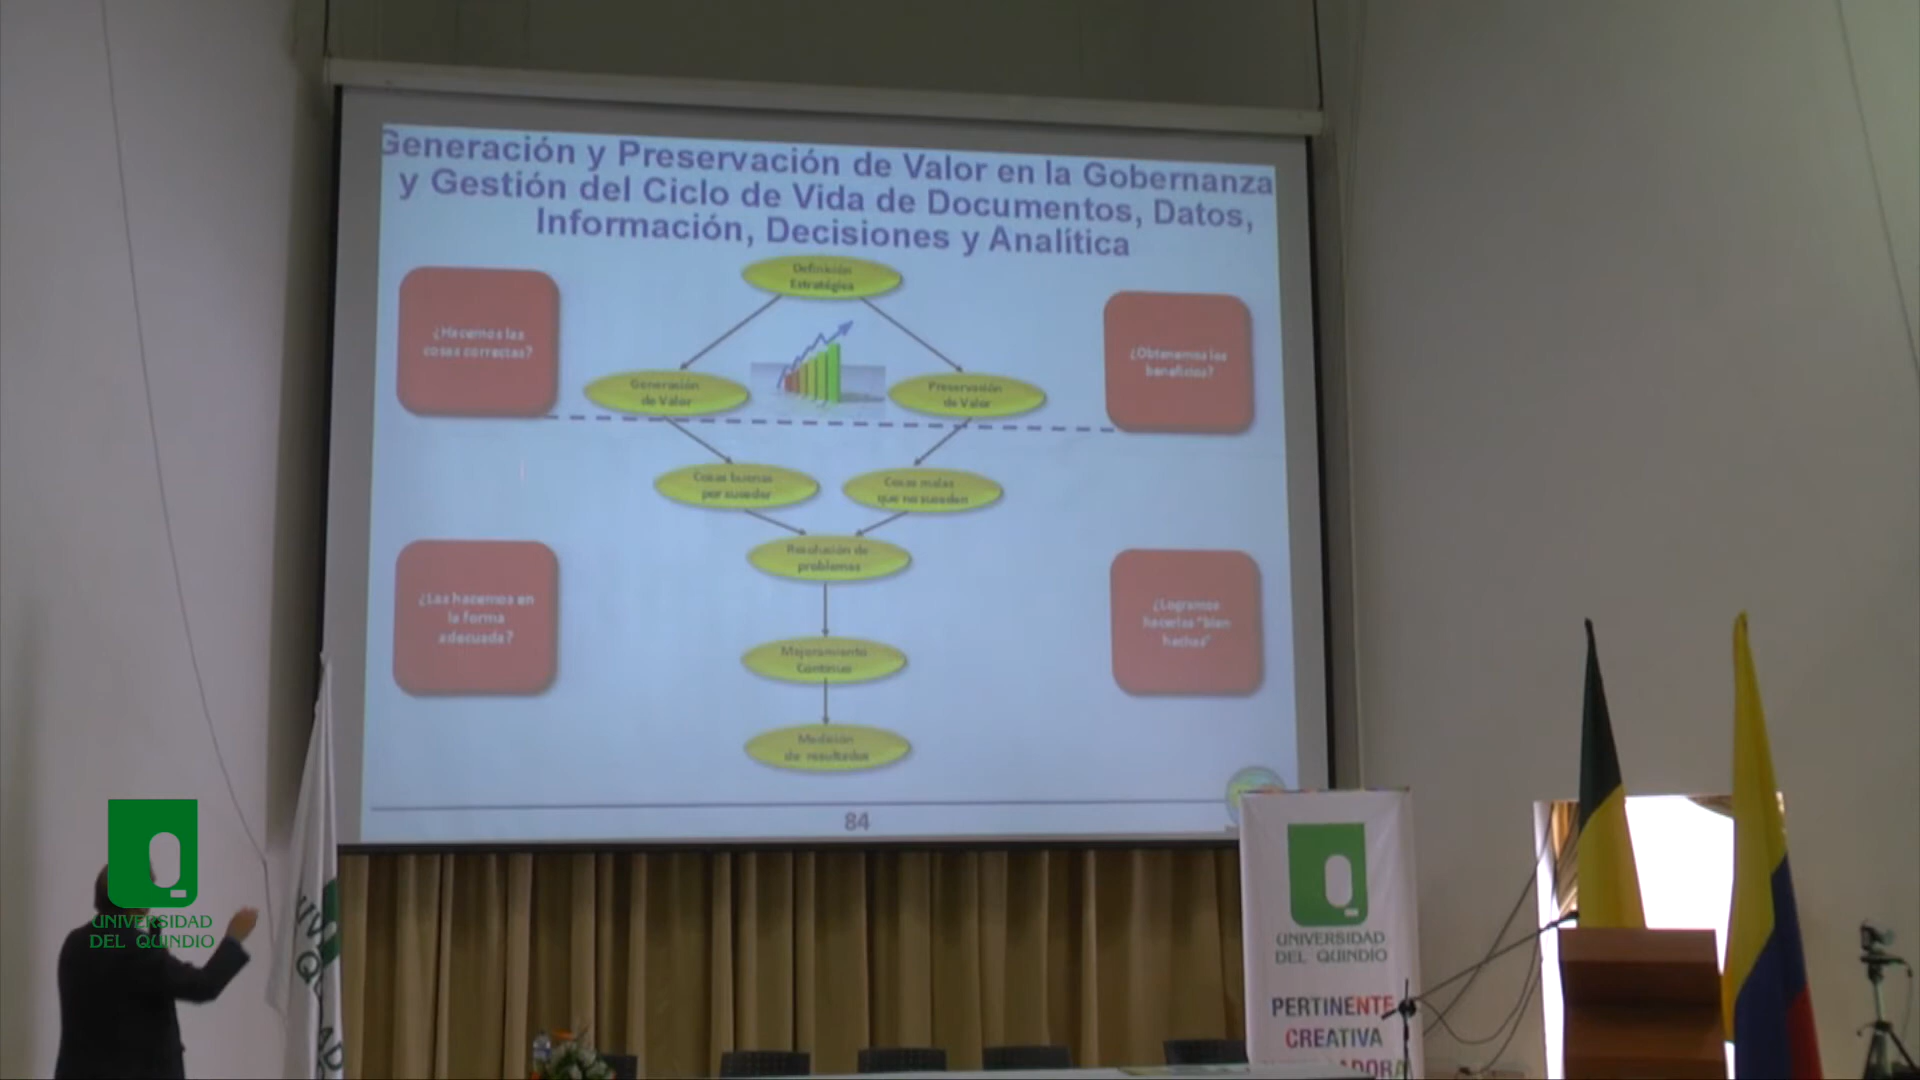 Generación y Preservación de Valor en la Gobernanza
y Gestión del Ciclo de Vida de Documentos, Datos,
Información, Decisiones y Analítica
Definición
Estratégica
¿Hacemos las
cosas correctas?
¿Obtenemos los
beneficios?
Generación
de Valor
Preservación
de Valor
Cosas buenas
por suceder
Cosas malas
que no suceden
Resolución de
problemas
¿Las hacemos en
la forma
adecuada?
¿Logramos
hacerlas "bien
hechas"
Mejoramiento
Continuo
Medición
de resultados
84
UNIVERSIDAD
DEL QUINDIO
UNIVERSIDAD
DEL QUINDIO
PERTINENTE
CREATIVA